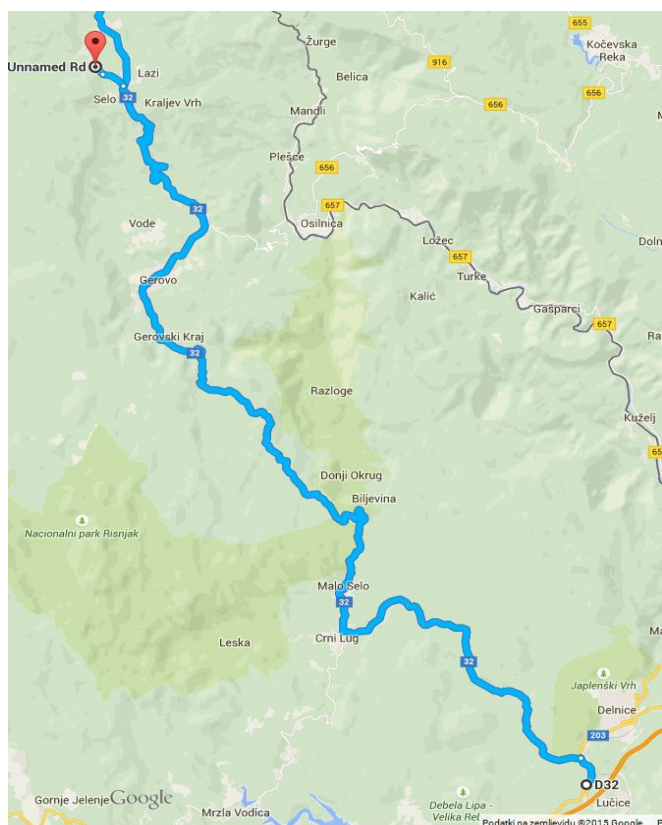 655
Kočevska
Reka
Žurge
916
Unnamed Rd
Lazi
Belica
656
Selo
32
Kraljev Vrh
656
Mandli
Plešce
656
32
657
Vode
Osilnica
Ložec
657
Turke
Gerovo
Kalić
Gašparci
657
Gerovski Kraj
32
Razloge
Kuželj
Donji Okrug
Biljevina
Nacionalni park Risnjak
Malo Selo
32
Crni Lug
Leska
32
Japlenški Vrh
Delnice
203
D32
Gornje Jelenje
Google
Lučice
Debela Lipa -
Velika Rel
Mrzla Vodica
Podatki na zemljevidu ©2015 Google